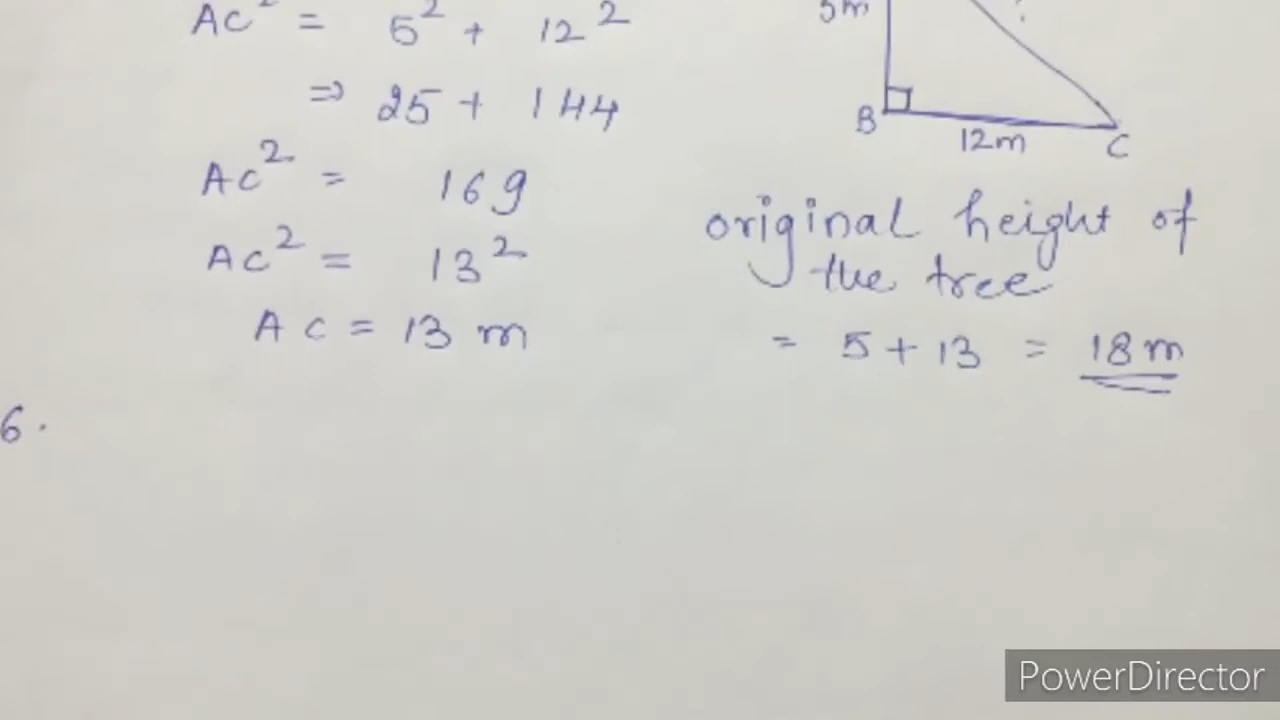 AC² = 5² + 12²
⇒ 25 + 144
AC² = 169
AC² = 13²
AC = 13 m
5m
?
B
12m
C
original height of
the tree
= 5 + 13 = 18m
6.
PowerDirector